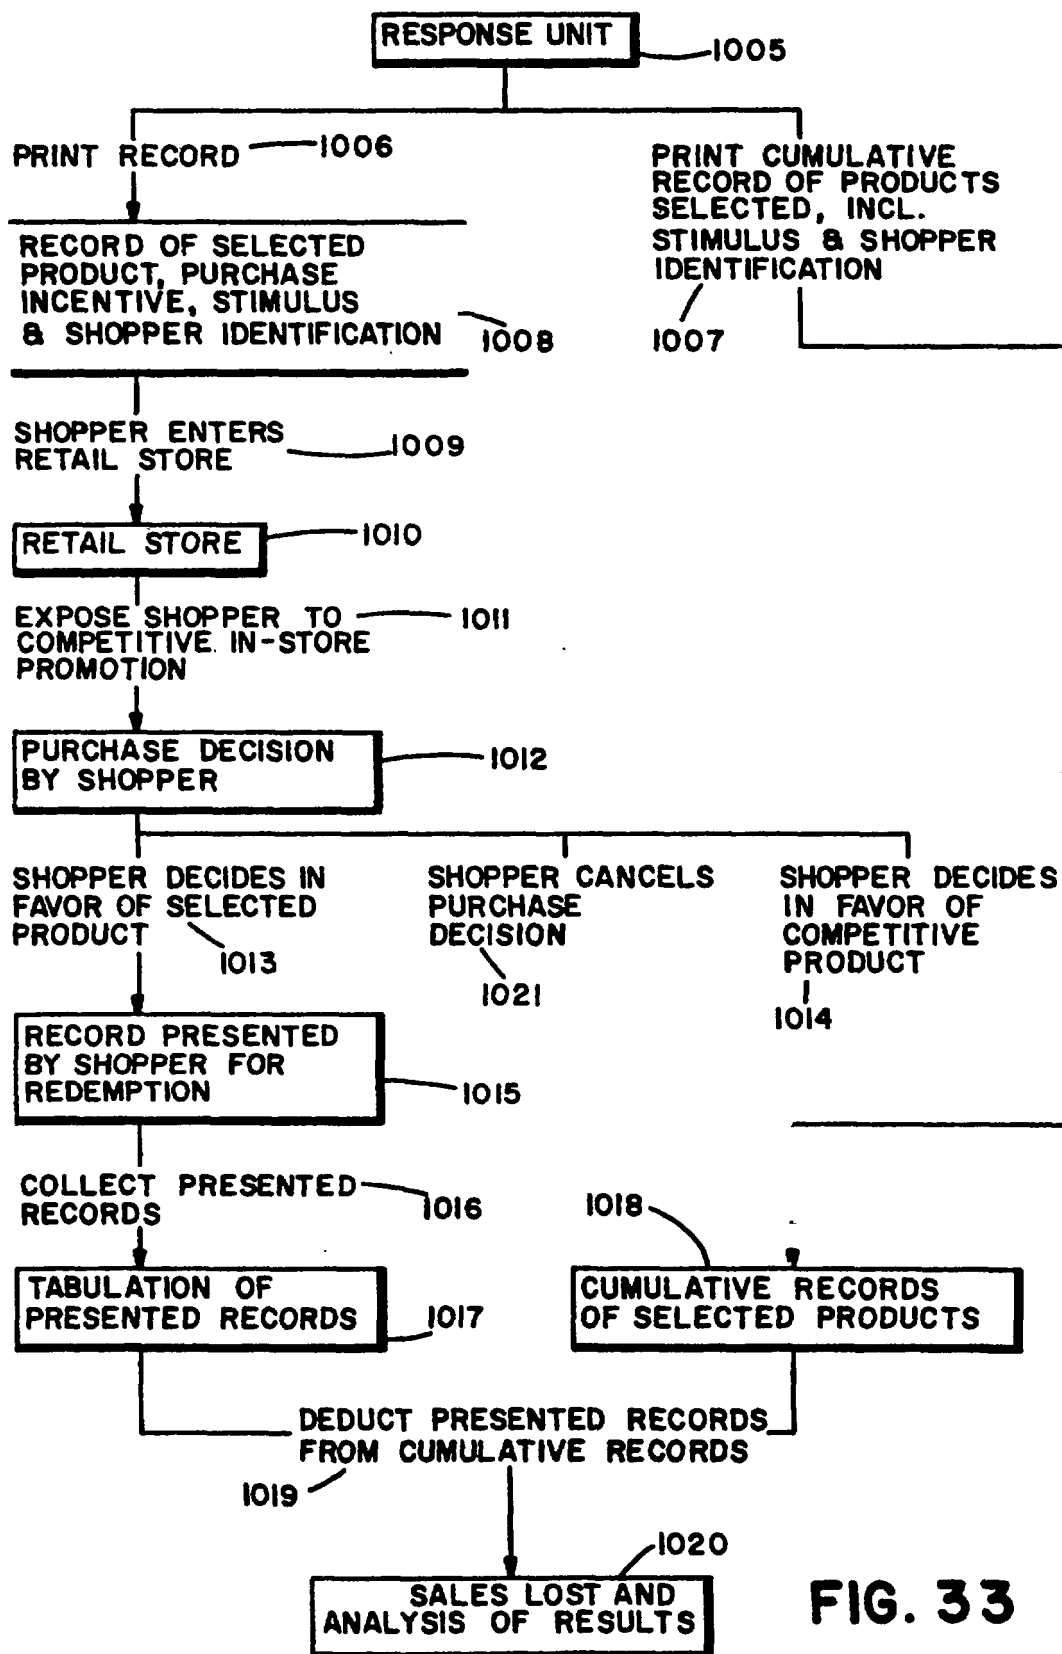 RESPONSE UNIT
1005
PRINT RECORD
1006
PRINT CUMULATIVE
RECORD OF PRODUCTS
SELECTED, INCL.
STIMULUS & SHOPPER
IDENTIFICATION
1007
RECORD OF SELECTED
PRODUCT, PURCHASE
INCENTIVE, STIMULUS
& SHOPPER IDENTIFICATION
1008
SHOPPER ENTERS
RETAIL STORE
1009
RETAIL STORE
1010
EXPOSE SHOPPER TO
COMPETITIVE IN-STORE
PROMOTION
1011
PURCHASE DECISION
BY SHOPPER
1012
SHOPPER DECIDES IN
FAVOR OF SELECTED
PRODUCT
1013
SHOPPER CANCELS
PURCHASE
DECISION
1021
SHOPPER DECIDES
IN FAVOR OF
COMPETITIVE
PRODUCT
1014
RECORD PRESENTED
BY SHOPPER FOR
REDEMPTION
1015
COLLECT PRESENTED
RECORDS
1016
1018
TABULATION OF
PRESENTED RECORDS
1017
CUMULATIVE RECORDS
OF SELECTED PRODUCTS
DEDUCT PRESENTED RECORDS
FROM CUMULATIVE RECORDS
1019
1020
SALES LOST AND
ANALYSIS OF RESULTS
FIG. 33